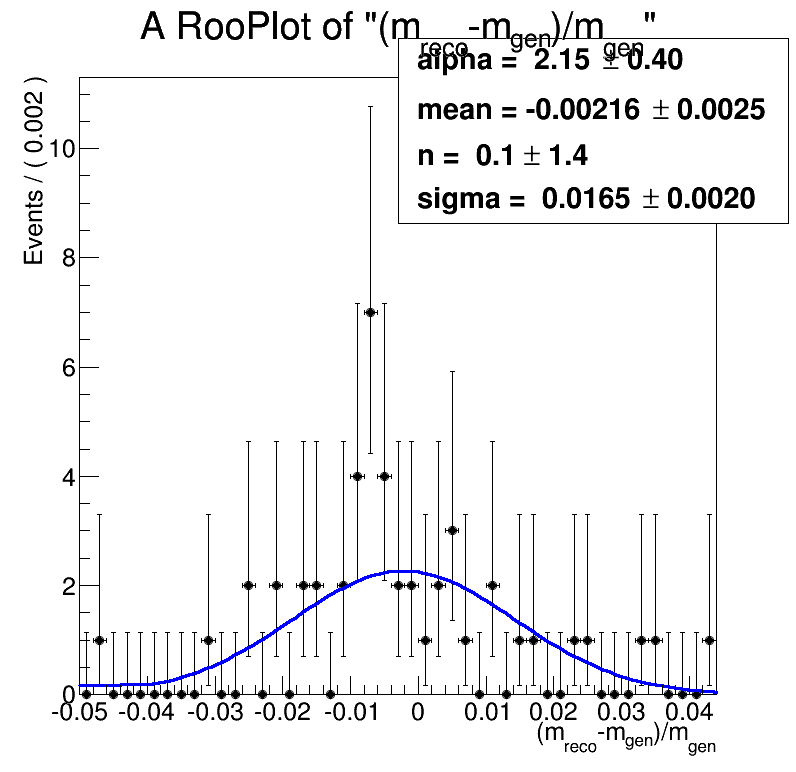 A RooPlot of "(m_reco-m_gen)/m_gen"
alpha = 2.15 ± 0.40
mean = -0.00216 ± 0.0025
n = 0.1 ± 1.4
sigma = 0.0165 ± 0.0020
Events / ( 0.002 )
10
8
6
4
2
0
-0.05 -0.04 -0.03 -0.02 -0.01 0 0.01 0.02 0.03 0.04
(m_reco-m_gen)/m_gen